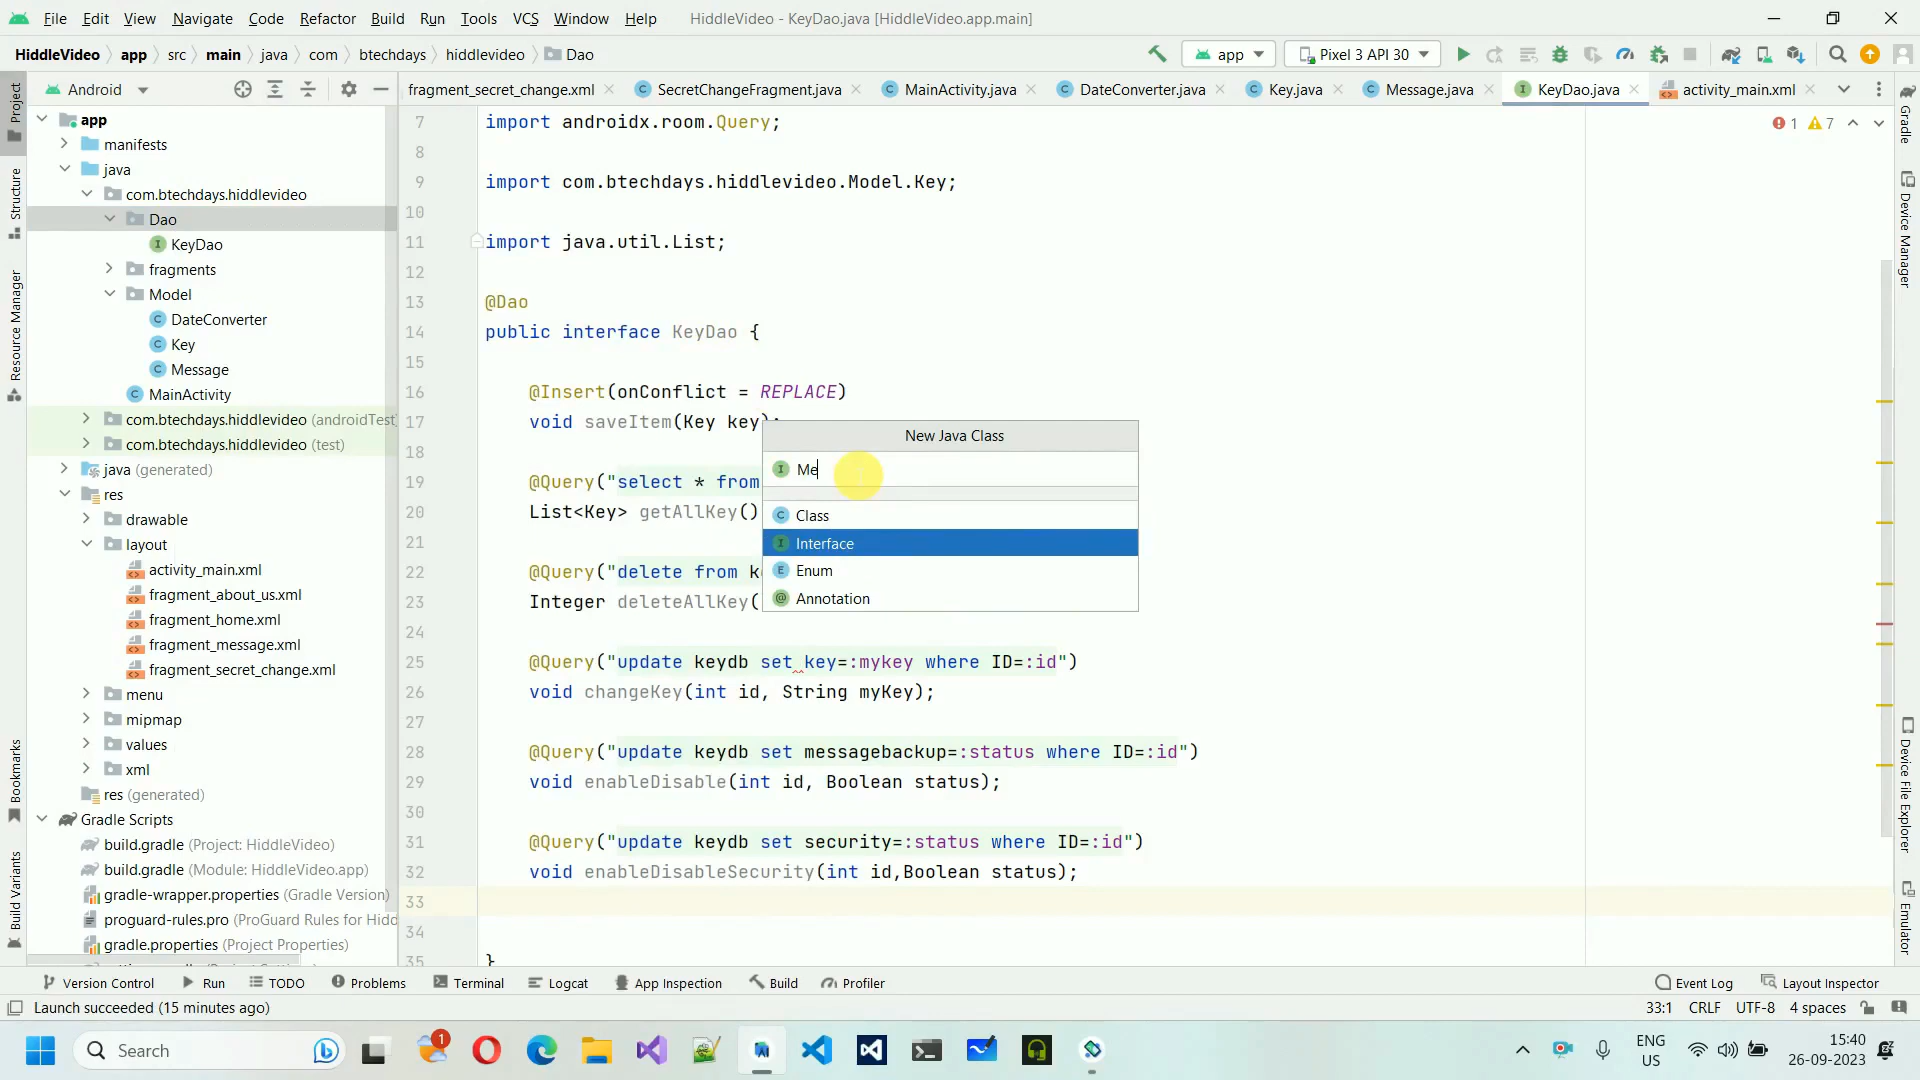 File Edit View Navigate Code Refactor Build Run Tools VCS Window Help HiddleVideo - KeyDao.java [HiddleVideo.app.main]
HiddleVideo app src main java com btechdays hiddlevideo Dao app Pixel 3 API 30
Android fragment_secret_change.xml SecretChangeFragment.java MainActivity.java DateConverter.java Key.java Message.java KeyDao.java activity_main.xml
Project
Structure
Resource Manager
Bookmarks
Build Variants
app
manifests
java
com.btechdays.hiddlevideo
Dao
KeyDao
fragments
Model
DateConverter
Key
Message
MainActivity
com.btechdays.hiddlevideo (androidTest)
com.btechdays.hiddlevideo (test)
java (generated)
res
drawable
layout
activity_main.xml
fragment_about_us.xml
fragment_home.xml
fragment_message.xml
fragment_secret_change.xml
menu
mipmap
values
xml
res (generated)
Gradle Scripts
build.gradle (Project: HiddleVideo)
build.gradle (Module: HiddleVideo.app)
gradle-wrapper.properties (Gradle Version)
proguard-rules.pro (ProGuard Rules for Hidd
gradle.properties (Project Properties)
1 7
7 import androidx.room.Query;
8
9 import com.btechdays.hiddlevideo.Model.Key;
10
11 import java.util.List;
12
13 @Dao
14 public interface KeyDao {
15
16 @Insert(onConflict = REPLACE)
17 void saveItem(Key key);
18
19 @Query("select * from
20 List<Key> getAllKey()
21
22 @Query("delete from k
23 Integer deleteAllKey(
24
25 @Query("update keydb set key=:mykey where ID=:id")
26 void changeKey(int id, String myKey);
27
28 @Query("update keydb set messagebackup=:status where ID=:id")
29 void enableDisable(int id, Boolean status);
30
31 @Query("update keydb set security=:status where ID=:id")
32 void enableDisableSecurity(int id,Boolean status);
33
34
35 }
New Java Class
Me
Class
Interface
Enum
Annotation
Gradle
Device Manager
Device File Explorer
Emulator
Version Control Run TODO Problems Terminal Logcat App Inspection Build Profiler Event Log Layout Inspector
Launch succeeded (15 minutes ago) 33:1 CRLF UTF-8 4 spaces
Search 1 ENG US 15:40 26-09-2023